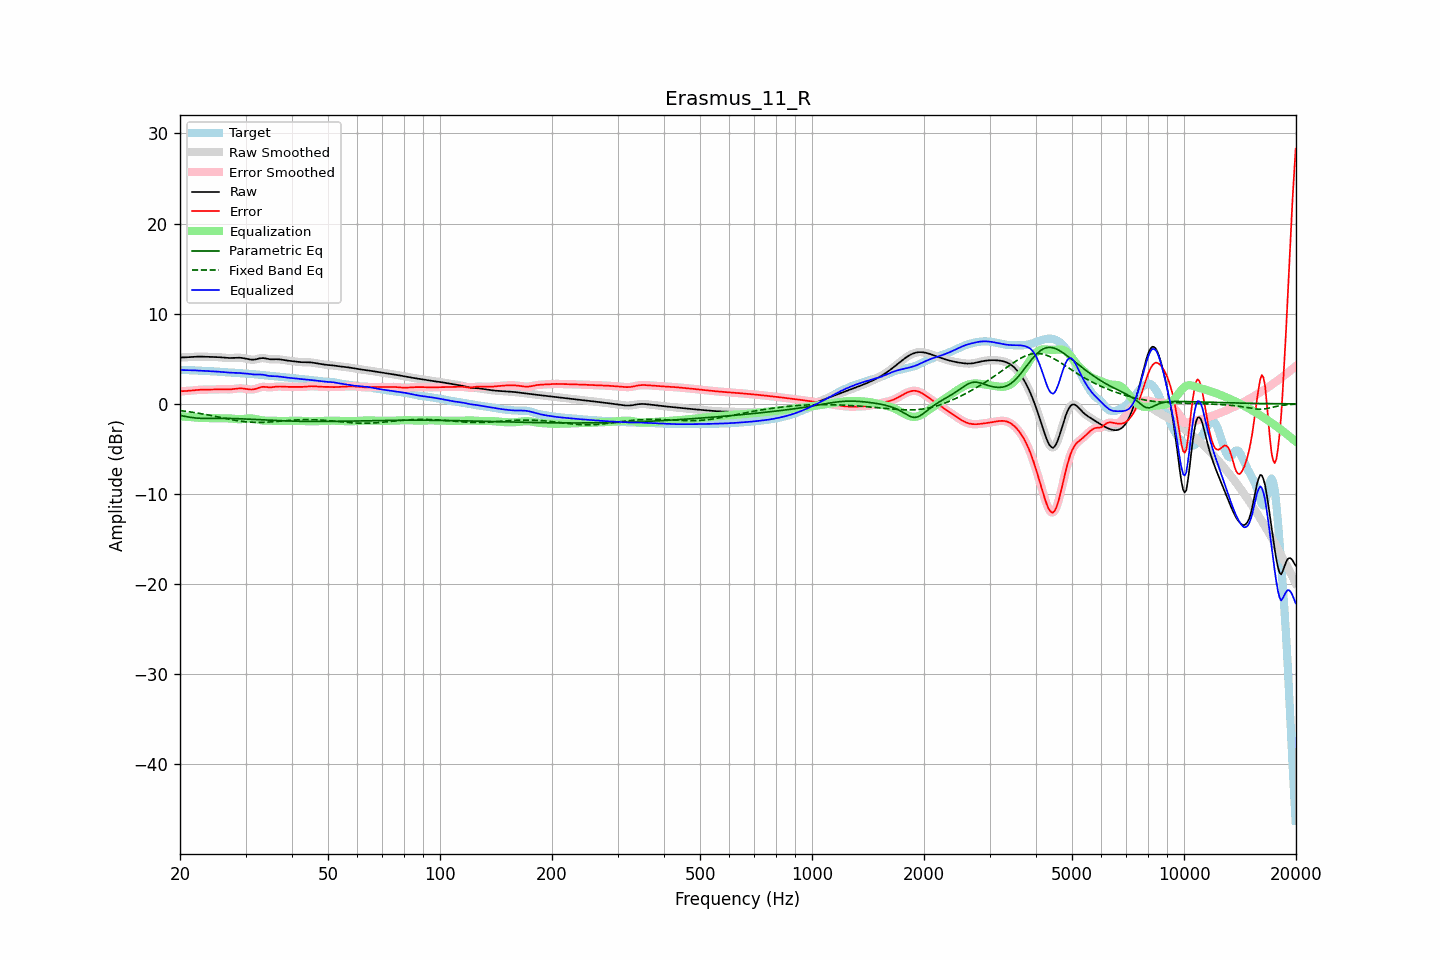 Erasmus_11_R
Target
Raw Smoothed
Error Smoothed
Raw
Error
Equalization
Parametric Eq
Fixed Band Eq
Equalized
30
20
10
0
−10
−20
−30
−40
Amplitude (dBr)
20 50 100 200 500 1000 2000 5000 10000 20000
Frequency (Hz)